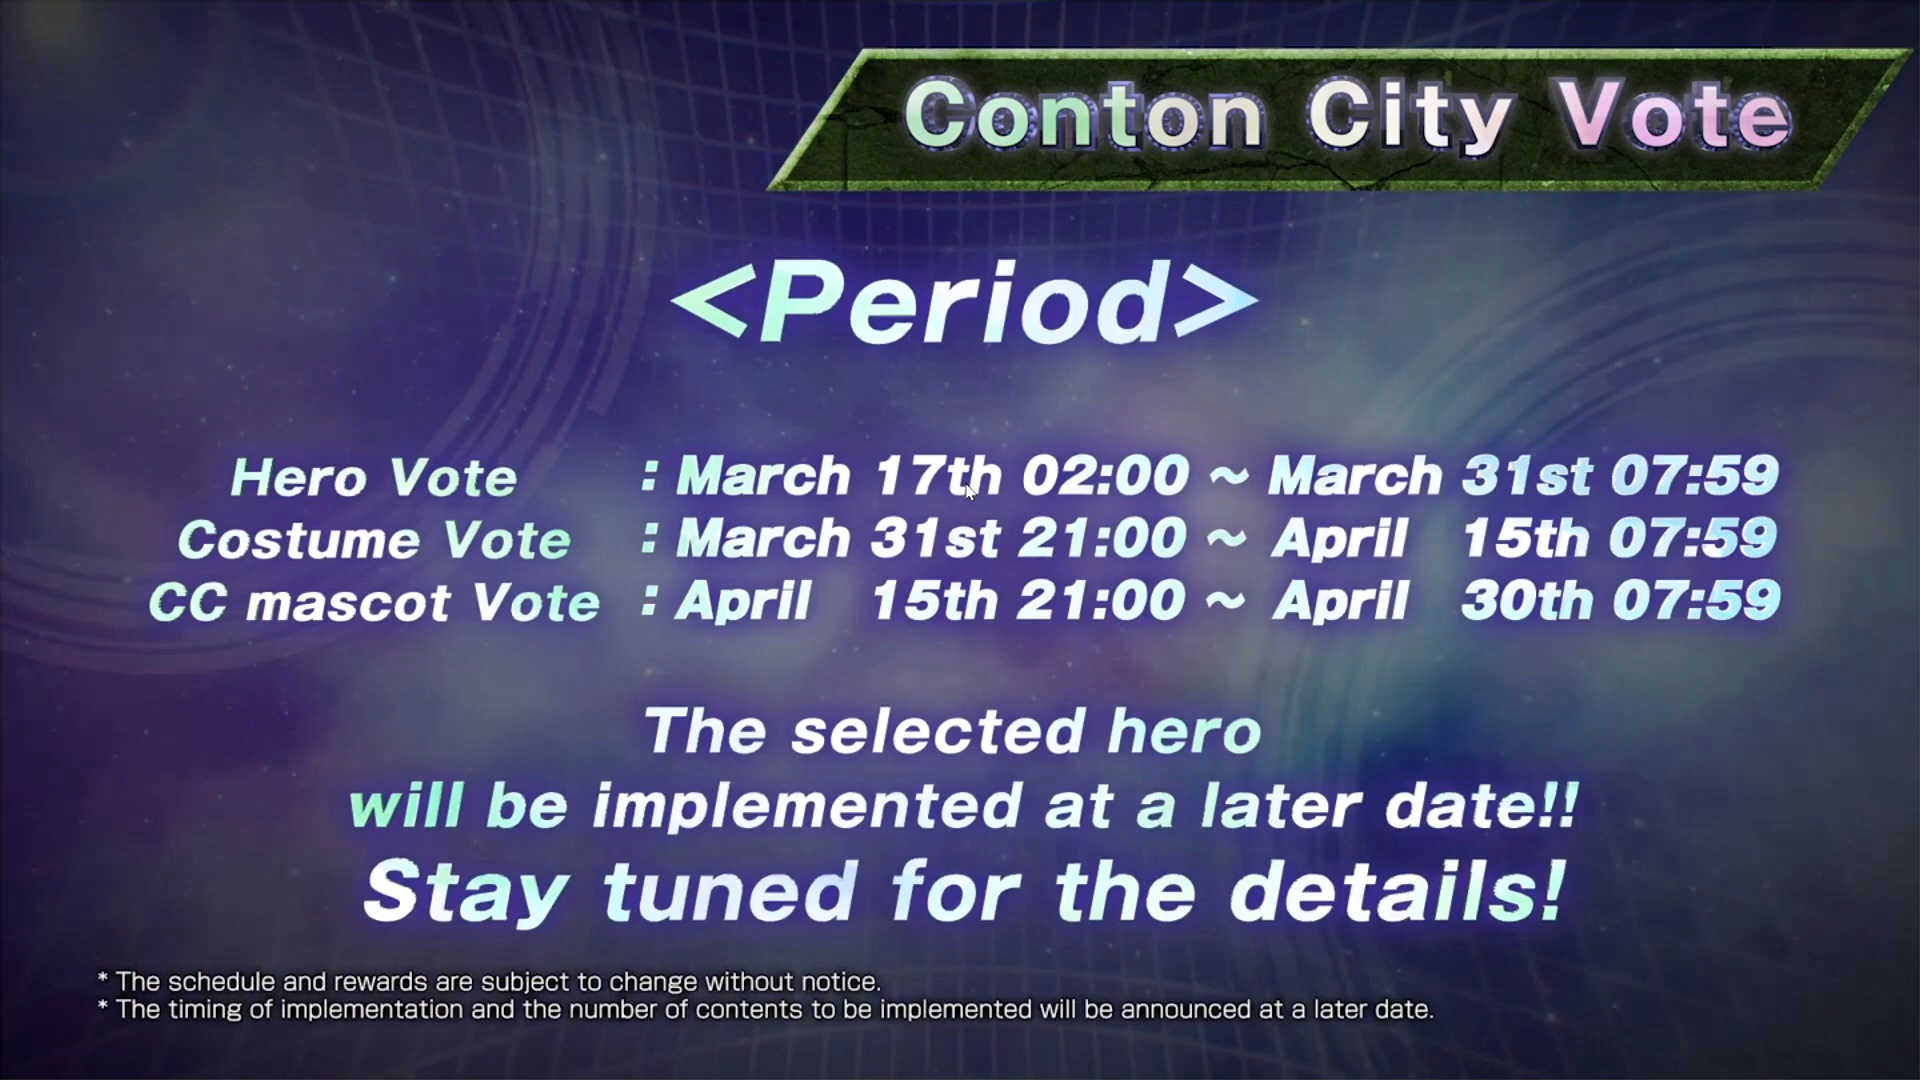 Conton City Vote
<Period>
Hero Vote : March 17th 02:00 ~ March 31st 07:59
Costume Vote : March 31st 21:00 ~ April 15th 07:59
CC mascot Vote : April 15th 21:00 ~ April 30th 07:59
The selected hero
will be implemented at a later date!!
Stay tuned for the details!
* The schedule and rewards are subject to change without notice.
* The timing of implementation and the number of contents to be implemented will be announced at a later date.